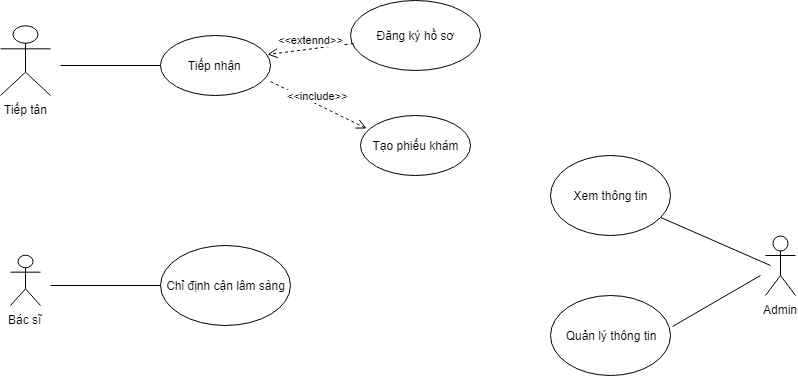 Tiếp tân
Tiếp nhận
<<extennd>>
Đăng ký hồ sơ
<<include>>
Tạo phiếu khám
Xem thông tin
Bác sĩ
Chỉ định cận lâm sàng
Admin
Quản lý thông tin